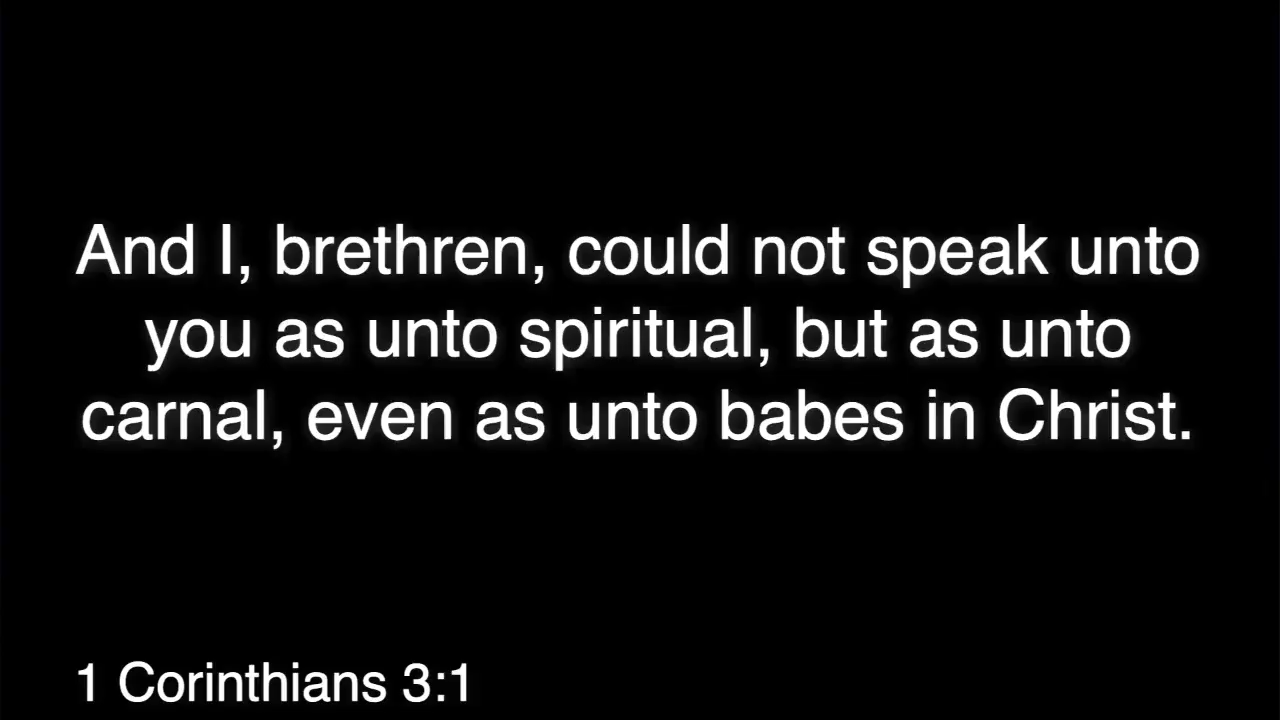 And I, brethren, could not speak unto
you as unto spiritual, but as unto
carnal, even as unto babes in Christ.
1 Corinthians 3:1